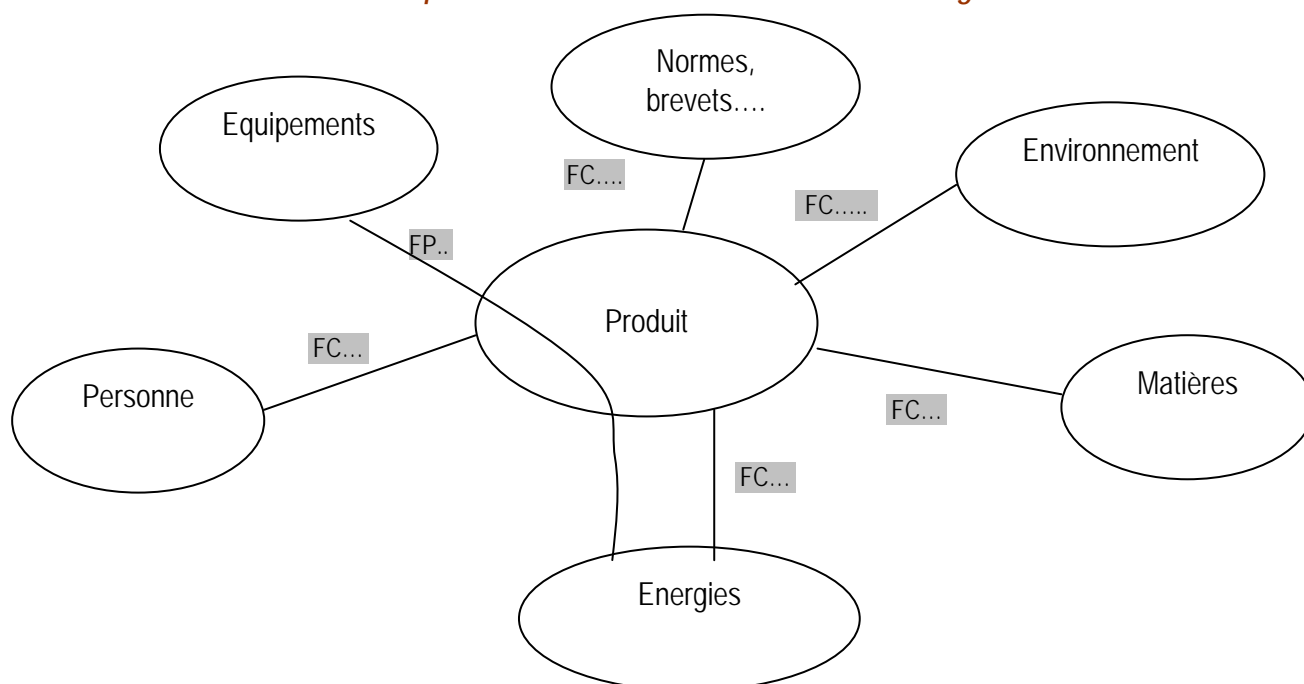 Normes,
brevets….
Equipements
Environnement
FC….
FC…..
FP..
Produit
FC…
Personne
Matières
FC…
FC…
Energies